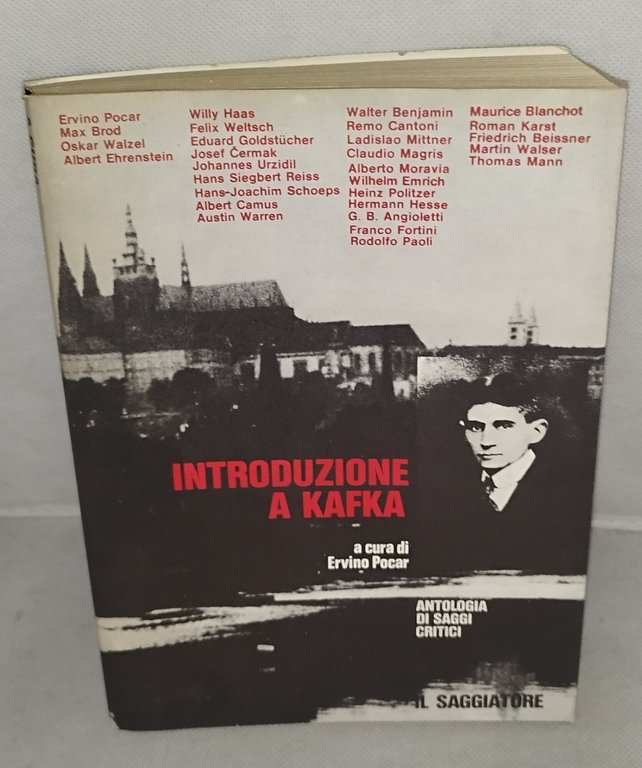 Ervino Pocar
Max Brod
Oskar Walzel
Albert Ehrenstein
Willy Haas
Felix Weltsch
Eduard Goldstücher
Josef Čermak
Johannes Urzidil
Hans Siegbert Reiss
Hans-Joachim Schoeps
Albert Camus
Austin Warren
Walter Benjamin
Remo Cantoni
Ladislao Mittner
Claudio Magris
Alberto Moravia
Wilhelm Emrich
Heinz Politzer
Hermann Hesse
G. B. Angioletti
Franco Fortini
Rodolfo Paoli
Maurice Blanchot
Roman Karst
Friedrich Beissner
Martin Walser
Thomas Mann
INTRODUZIONE
A KAFKA
a cura di
Ervino Pocar
ANTOLOGIA
DI SAGGI
CRITICI
IL SAGGIATORE